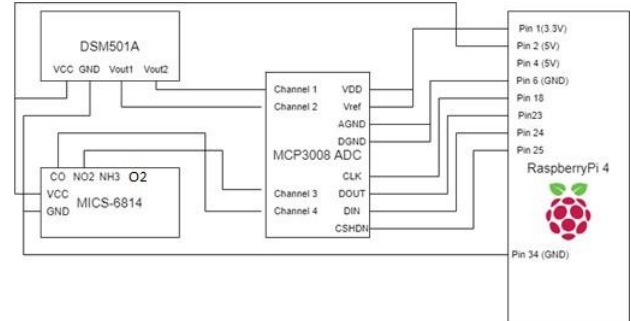 DSM501A
VCC GND Vout1 Vout2
CO NO2 NH3 O2
VCC
MICS-6814
GND
Channel 1 VDD
Channel 2 Vref
AGND
DGND
MCP3008 ADC
CLK
Channel 3 DOUT
Channel 4 DIN
CSHDN
Pin 1(3.3V)
Pin 2 (5V)
Pin 4 (5V)
Pin 6 (GND)
Pin 18
Pin23
Pin 24
Pin 25
RaspberryPi 4
Pin 34 (GND)